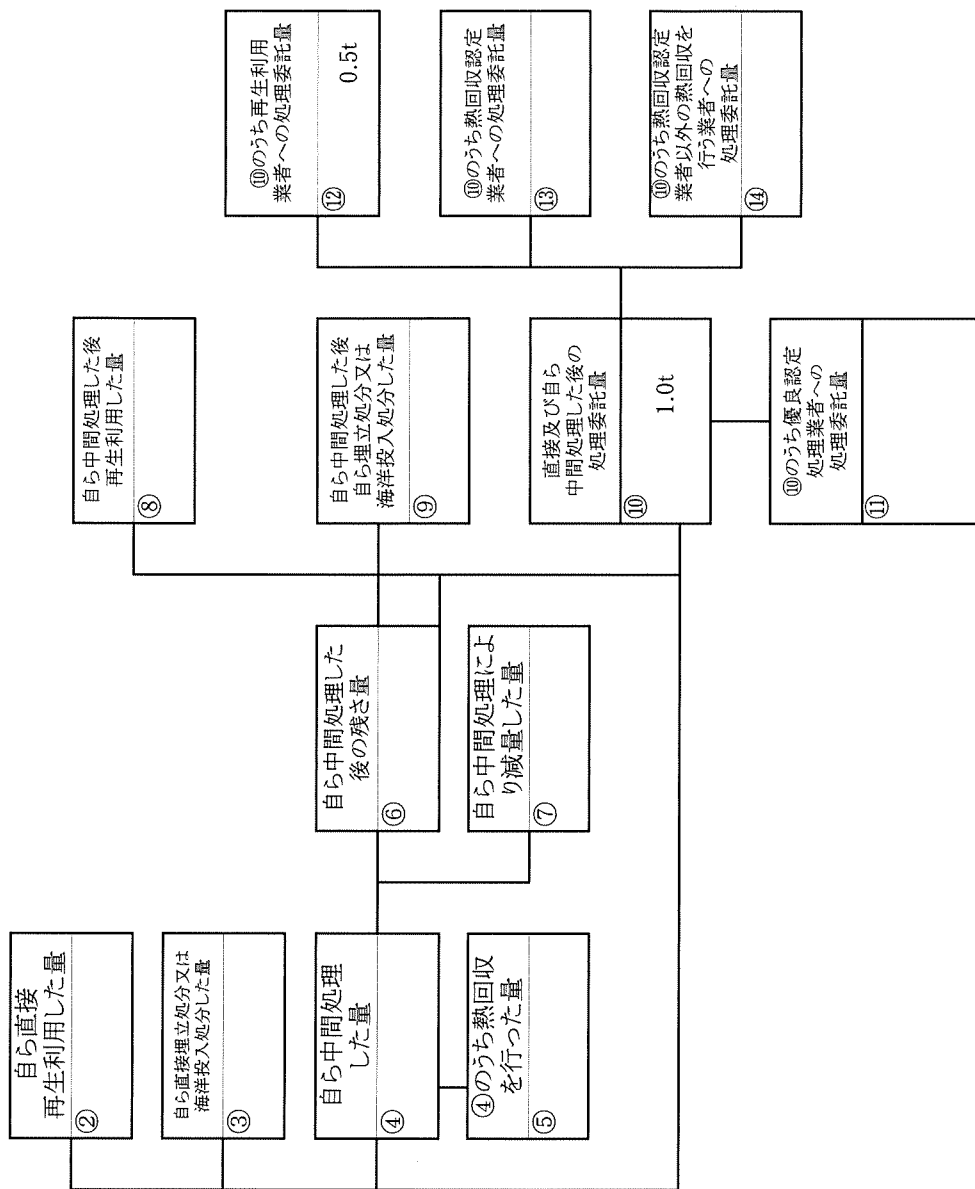 自ら直接
再生利用した量
②
自ら直接埋立処分又は
海洋投入処分した量
③
自ら中間処理
した量
④
④のうち熱回収
を行った量
⑤
自ら中間処理した
後の残さ量
⑥
自ら中間処理によ
り減量した量
⑦
自ら中間処理した後
再生利用した量
⑧
自ら中間処理した後
自ら埋立処分又は
海洋投入処分した量
⑨
直接及び自ら
中間処理した後の
処理委託量
⑩
1.0t
⑩のうち優良認定
処理業者への
処理委託量
⑪
⑩のうち再生利用
業者への処理委託量
⑫
0.5t
⑩のうち熱回収認定
業者への処理委託量
⑬
⑩のうち熱回収認定
業者以外の熱回収を
行う業者への
処理委託量
⑭